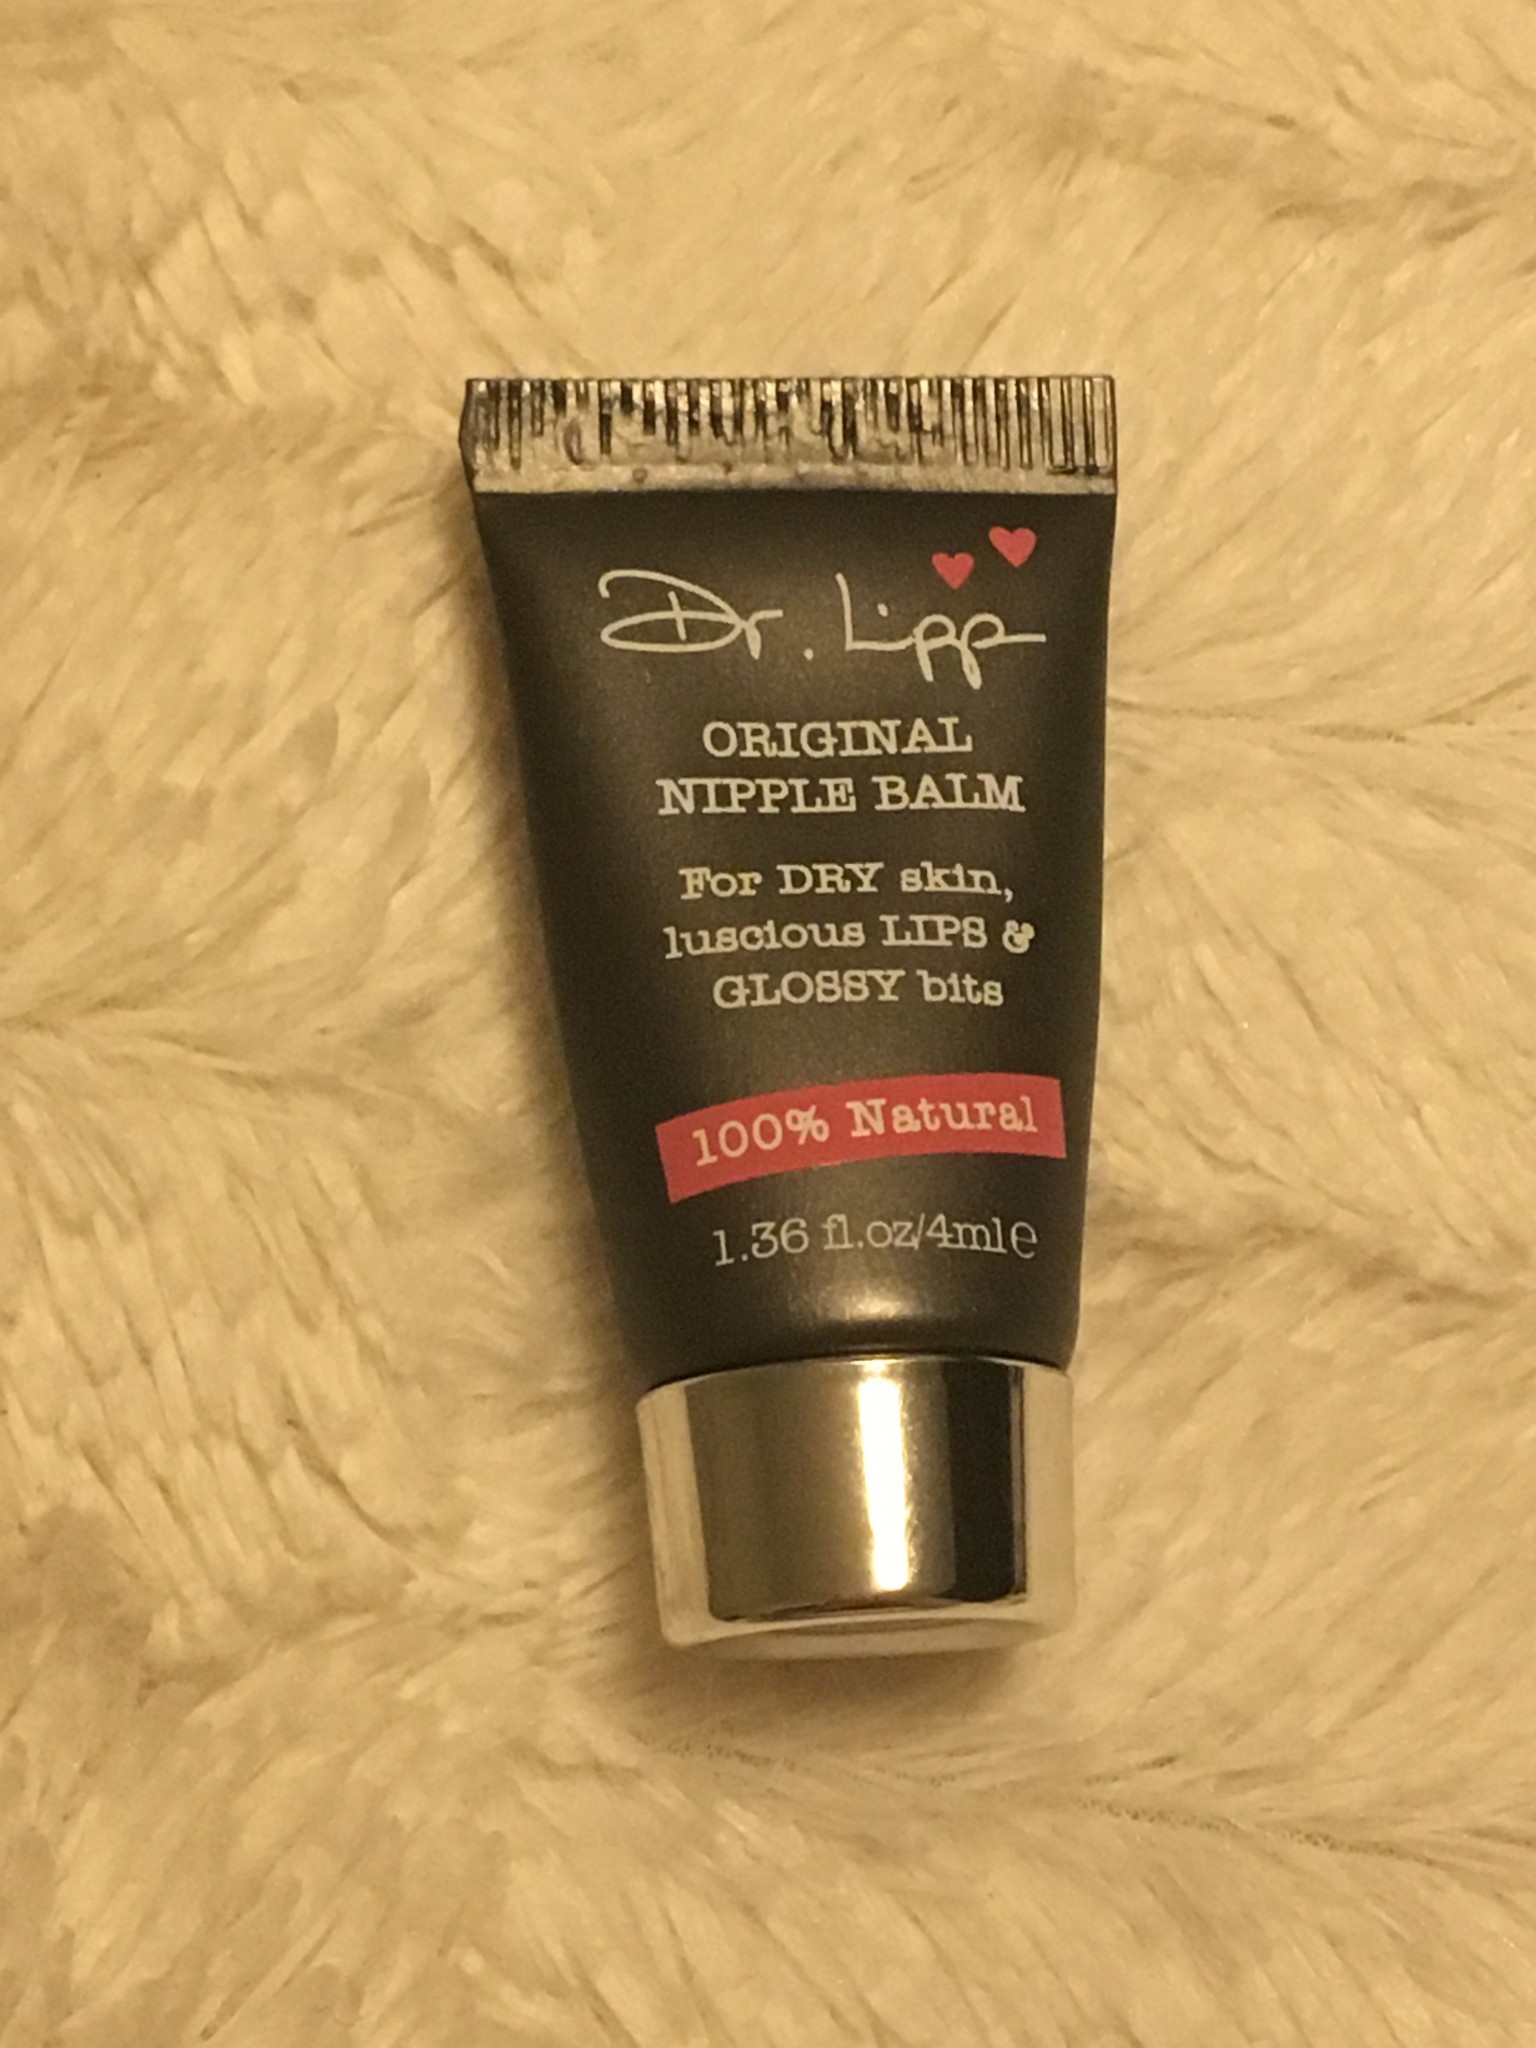 Dr. Lipp
ORIGINAL
NIPPLE BALM
For DRY skin,
luscious LIPS &
GLOSSY bits
100% Natural
1.36 fl.oz/4ml℮